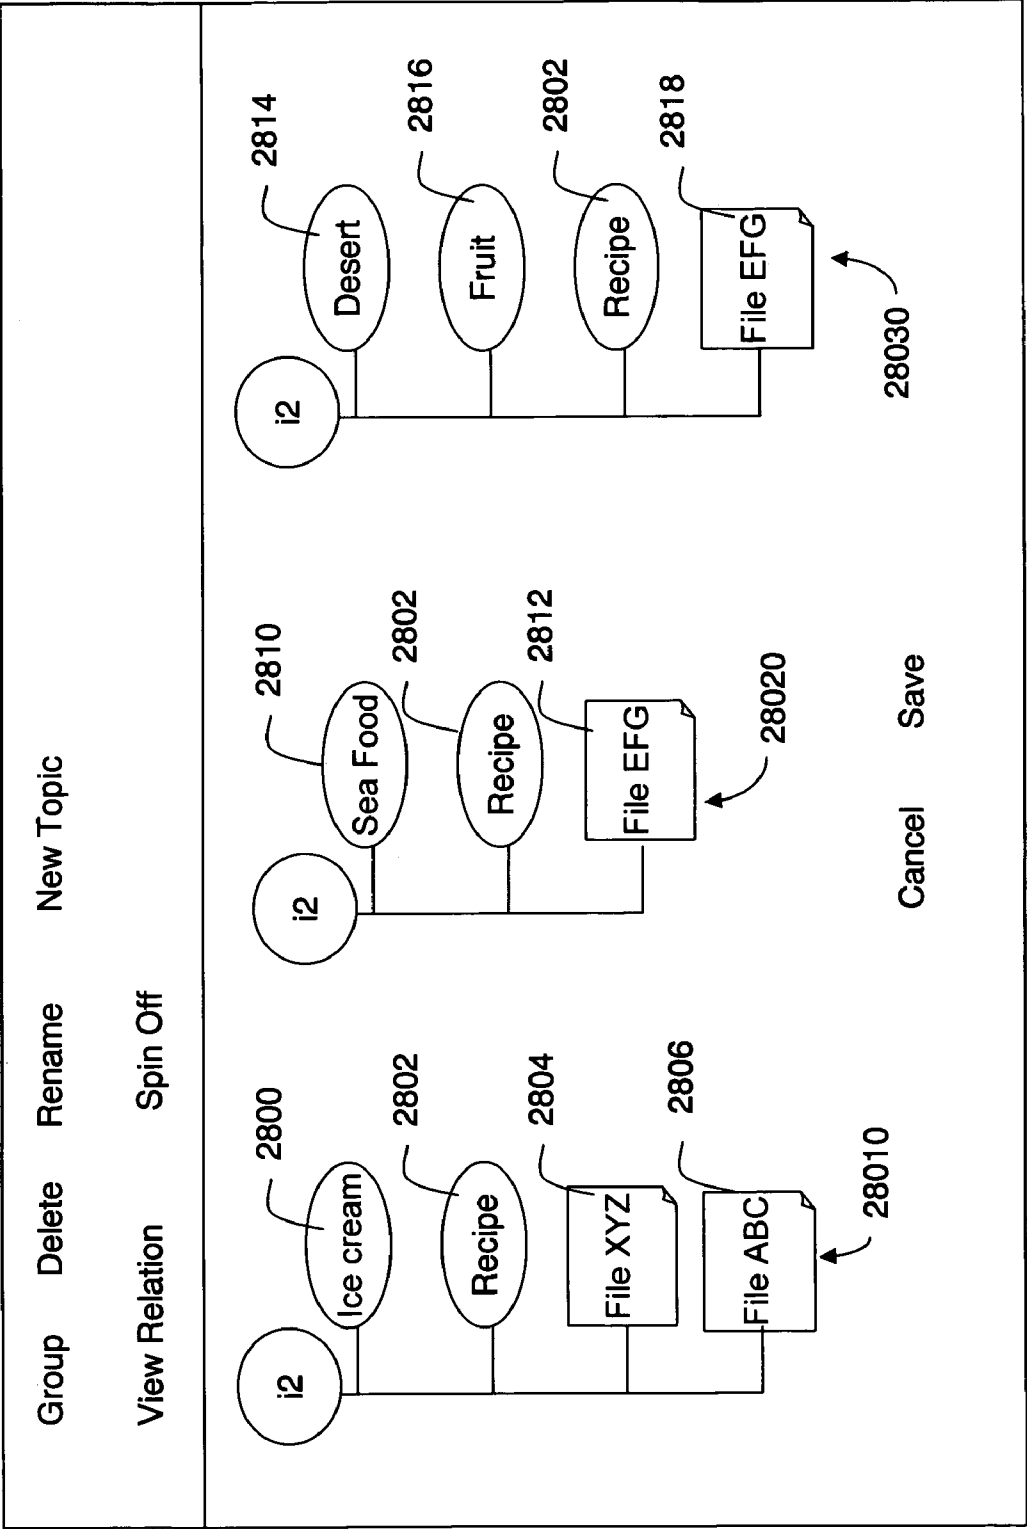 Group Delete Rename New Topic
View Relation Spin Off
i2
2800
Ice cream
2802
Recipe
2804
File XYZ
2806
File ABC
28010
i2
2810
Sea Food
2802
Recipe
2812
File EFG
28020
i2
2814
Desert
2816
Fruit
2802
Recipe
2818
File EFG
28030
Cancel Save